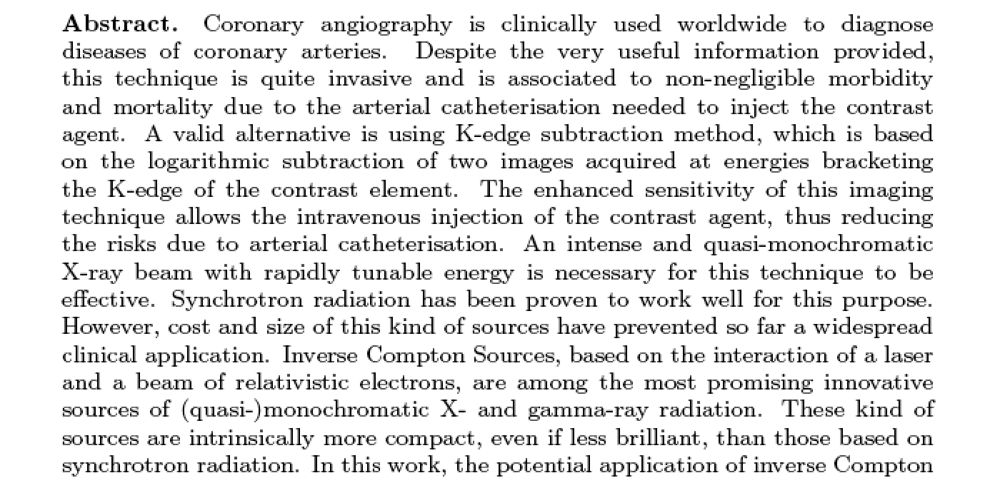 Abstract. Coronary angiography is clinically used worldwide to diagnose
diseases of coronary arteries. Despite the very useful information provided,
this technique is quite invasive and is associated to non-negligible morbidity
and mortality due to the arterial catheterisation needed to inject the contrast
agent. A valid alternative is using K-edge subtraction method, which is based
on the logarithmic subtraction of two images acquired at energies bracketing
the K-edge of the contrast element. The enhanced sensitivity of this imaging
technique allows the intravenous injection of the contrast agent, thus reducing
the risks due to arterial catheterisation. An intense and quasi-monochromatic
X-ray beam with rapidly tunable energy is necessary for this technique to be
effective. Synchrotron radiation has been proven to work well for this purpose.
However, cost and size of this kind of sources have prevented so far a widespread
clinical application. Inverse Compton Sources, based on the interaction of a laser
and a beam of relativistic electrons, are among the most promising innovative
sources of (quasi-)monochromatic X- and gamma-ray radiation. These kind of
sources are intrinsically more compact, even if less brilliant, than those based on
synchrotron radiation. In this work, the potential application of inverse Compton